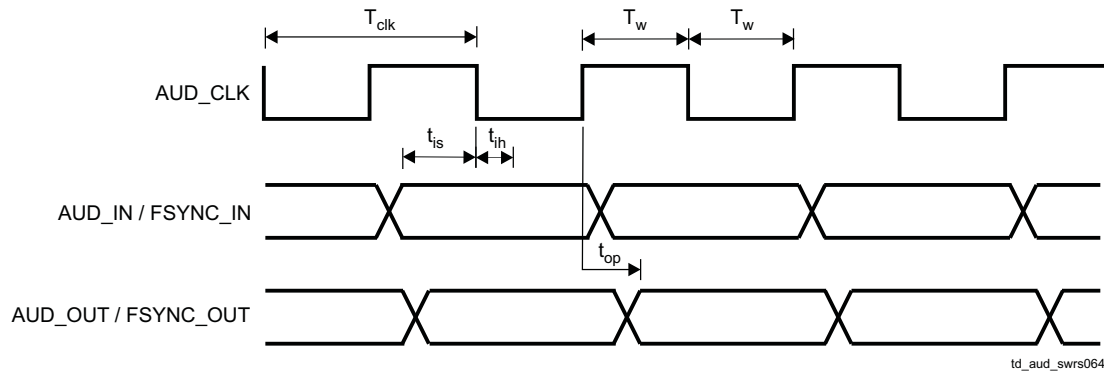 T_clk
T_w T_w
AUD_CLK
t_is t_ih
AUD_IN / FSYNC_IN
t_op
AUD_OUT / FSYNC_OUT
td_aud_swrs064